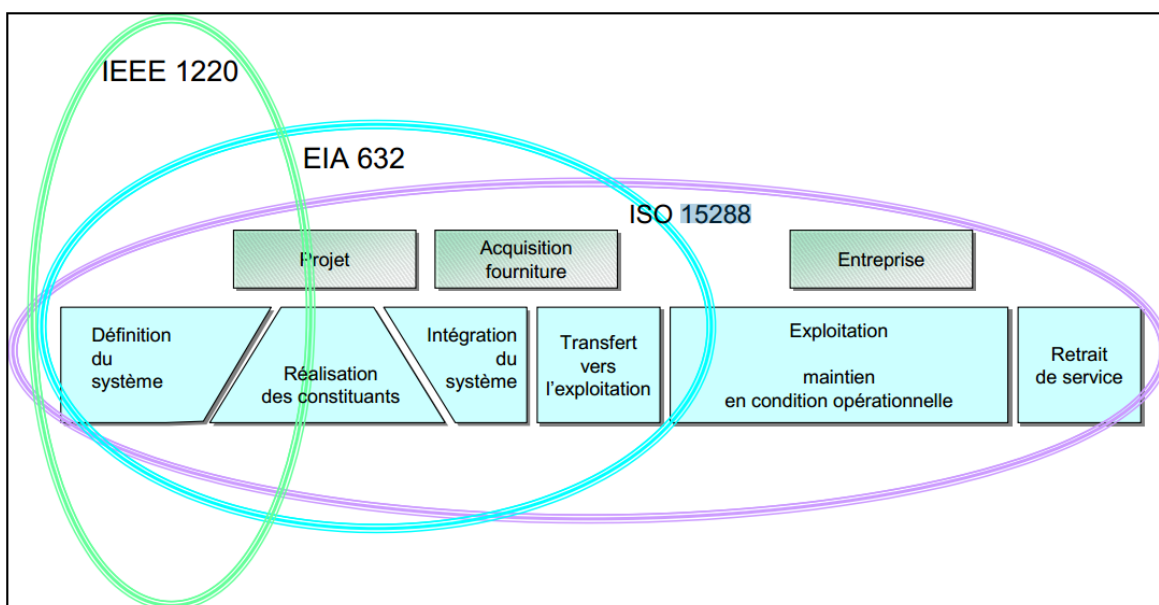 IEEE 1220
EIA 632
ISO 15288
Projet
Acquisition
fourniture
Entreprise
Définition
du
système
Réalisation
des constituants
Intégration
du
système
Transfert
vers
l'exploitation
Exploitation
maintien
en condition opérationnelle
Retrait
de service